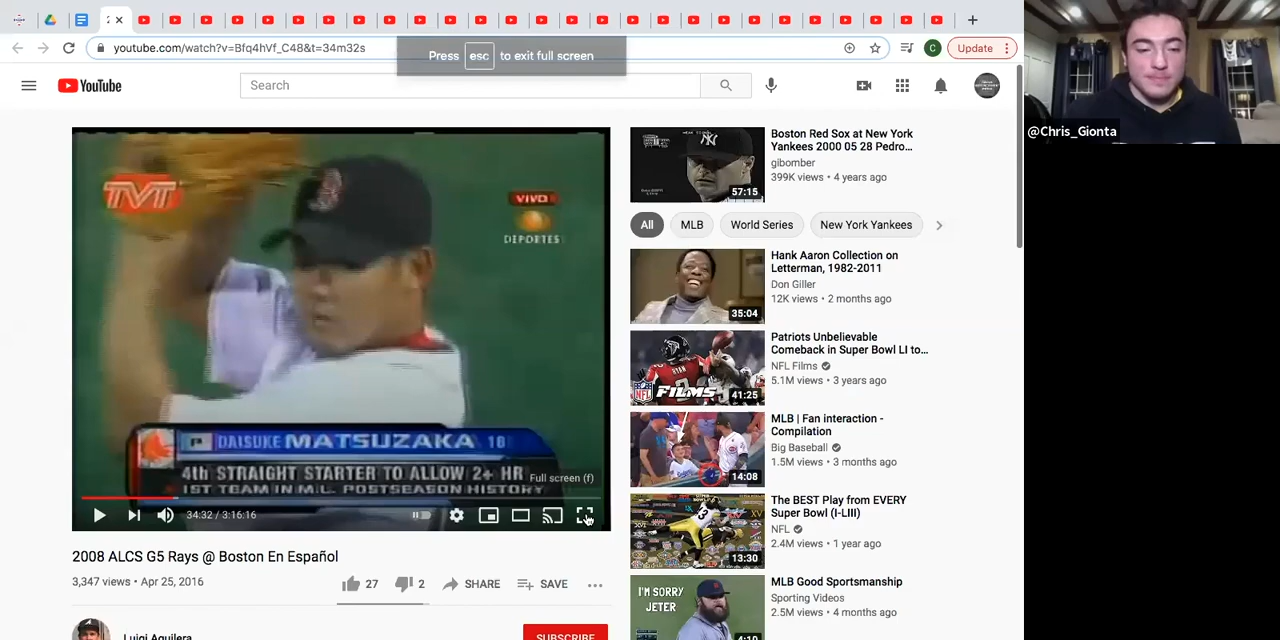 youtube.com/watch?v=Bfq4hVf_C48&t=34m32s
C
Update
Press esc to exit full screen
YouTube
Search
@Chris_Gionta
TVT
VIVO
DEPORTES
DAISUKE MATSUZAKA 18
4th STRAIGHT STARTER TO ALLOW 2+ HR
1ST TEAM IN M.L. POSTSEASON HISTORY
Full screen (f)
34:32 / 3:16:16
2008 ALCS G5 Rays @ Boston En Español
3,347 views • Apr 25, 2016
27
2
SHARE
SAVE
Luigi Aguilera
SUBSCRIBE
57:15
Boston Red Sox at New York
Yankees 2000 05 28 Pedro...
gibomber
399K views • 4 years ago
All
MLB
World Series
New York Yankees
35:04
Hank Aaron Collection on
Letterman, 1982-2011
Don Giller
12K views • 2 months ago
RYAN
NFL FILMS
41:25
Patriots Unbelievable
Comeback in Super Bowl LI to...
NFL Films
5.1M views • 3 years ago
14:08
MLB | Fan interaction -
Compilation
Big Baseball
1.5M views • 3 months ago
13:30
The BEST Play from EVERY
Super Bowl (I-LIII)
NFL
2.4M views • 1 year ago
I'M SORRY
JETER
4:10
MLB Good Sportsmanship
Sporting Videos
2.5M views • 4 months ago